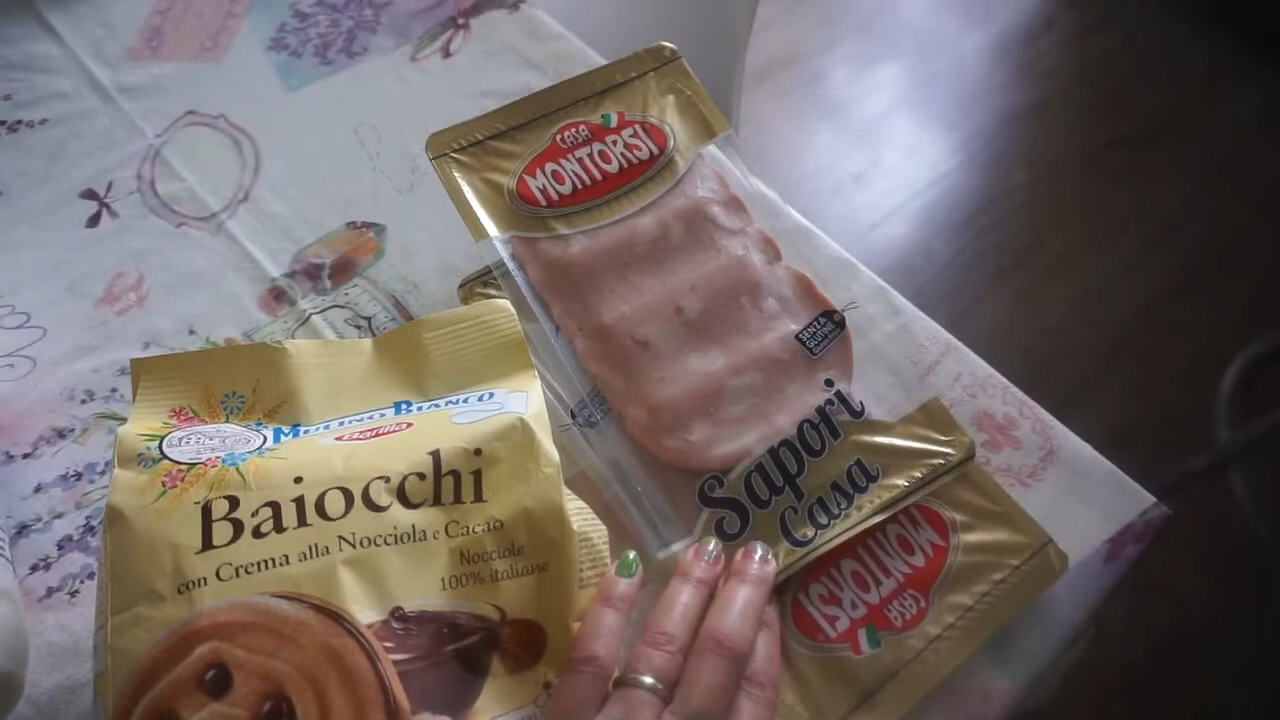 CASA
MONTORSI
SENZA
GLUTINE
Sapori
Casa
MULINO BIANCO
Barilla
Baiocchi
con Crema alla Nocciola e Cacao
Nocciole
100% italiane
CASA
MONTORSI